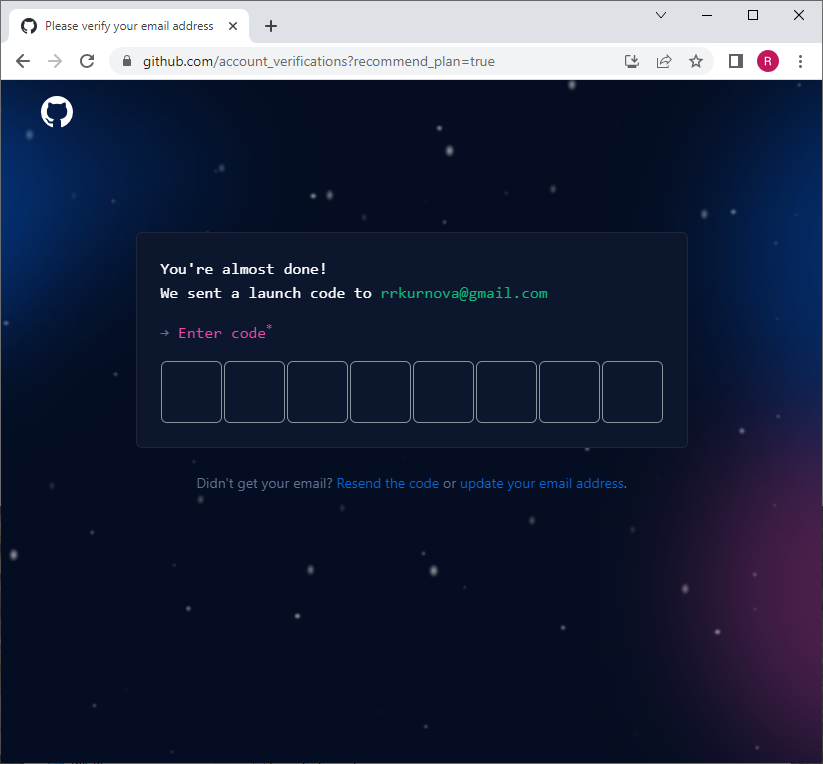 Please verify your email address
github.com/account_verifications?recommend_plan=true
R
You're almost done!
We sent a launch code to rrkurnova@gmail.com
→ Enter code*
Didn't get your email? Resend the code or update your email address.